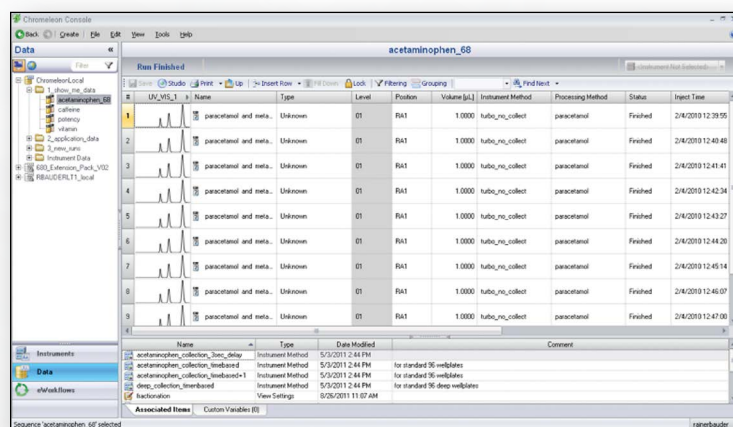 Chromeleon Console
Back Create File Edit View Tools Help
Data « acetaminophen_68
Filter Run Finished <Instrument Not Selected>
ChromeleonLocal
1_show_me_data
acetaminophen_68
caffeine
potency
vitamin
2_application_data
3_new_runs
Instrument Data
680_Extension_Pack_V02
RBAUDERLT1_local
Save Studio Print Up Insert Row Fill Down Lock Filtering Grouping Find Next
# UV_VIS_1 Name Type Level Position Volume [µL] Instrument Method Processing Method Status Inject Time
1 paracetamol and meta... Unknown 01 RA1 1.0000 turbo_no_collect paracetamol Finished 2/4/2010 12:39:55
2 paracetamol and meta... Unknown 01 RA1 1.0000 turbo_no_collect paracetamol Finished 2/4/2010 12:40:48
3 paracetamol and meta... Unknown 01 RA1 1.0000 turbo_no_collect paracetamol Finished 2/4/2010 12:41:41
4 paracetamol and meta... Unknown 01 RA1 1.0000 turbo_no_collect paracetamol Finished 2/4/2010 12:42:34
5 paracetamol and meta... Unknown 01 RA1 1.0000 turbo_no_collect paracetamol Finished 2/4/2010 12:43:27
6 paracetamol and meta... Unknown 01 RA1 1.0000 turbo_no_collect paracetamol Finished 2/4/2010 12:44:20
7 paracetamol and meta... Unknown 01 RA1 1.0000 turbo_no_collect paracetamol Finished 2/4/2010 12:45:14
8 paracetamol and meta... Unknown 01 RA1 1.0000 turbo_no_collect paracetamol Finished 2/4/2010 12:46:07
9 paracetamol and meta... Unknown 01 RA1 1.0000 turbo_no_collect paracetamol Finished 2/4/2010 12:47:00
Instruments
Data
eWorkflows
Name Type Date Modified Comment
acetaminophen_collection_3sec_delay Instrument Method 5/3/2011 2:44 PM
acetaminophen_collection_timebased Instrument Method 5/3/2011 2:44 PM for standard 96 wellplates
acetaminophen_collection_timebased+1 Instrument Method 5/3/2011 2:44 PM for standard 96 wellplates
deep_collection_timenbased Instrument Method 5/3/2011 2:44 PM for standard 96 deep wellplates
fractionation View Settings 8/26/2011 11:07 AM
Associated Items Custom Variables (0)
Sequence 'acetaminophen_68' selected rainerbauder